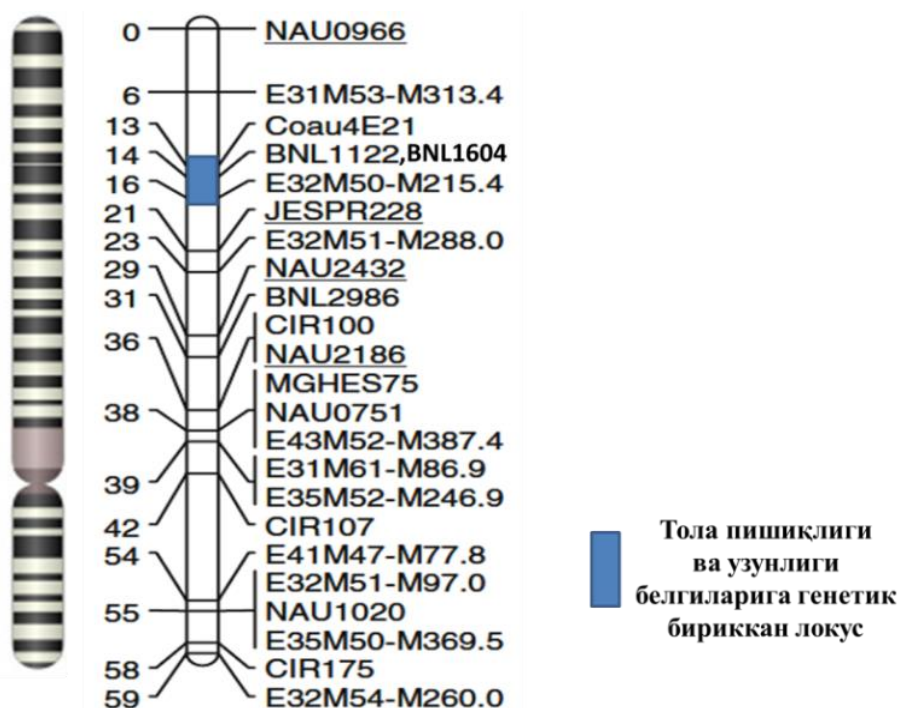 0 NAU0966
6 E31M53-M313.4
13 Coau4E21
14 BNL1122,BNL1604
16 E32M50-M215.4
21 JESPR228
23 E32M51-M288.0
29 NAU2432
31 BNL2986
CIR100
36 NAU2186
MGHES75
38 NAU0751
E43M52-M387.4
39 E31M61-M86.9
E35M52-M246.9
42 CIR107
54 E41M47-M77.8
E32M51-M97.0
55 NAU1020
E35M50-M369.5
58 CIR175
59 E32M54-M260.0
Тола пишиқлиги
ва узунлиги
белгиларига генетик
бириккан локус